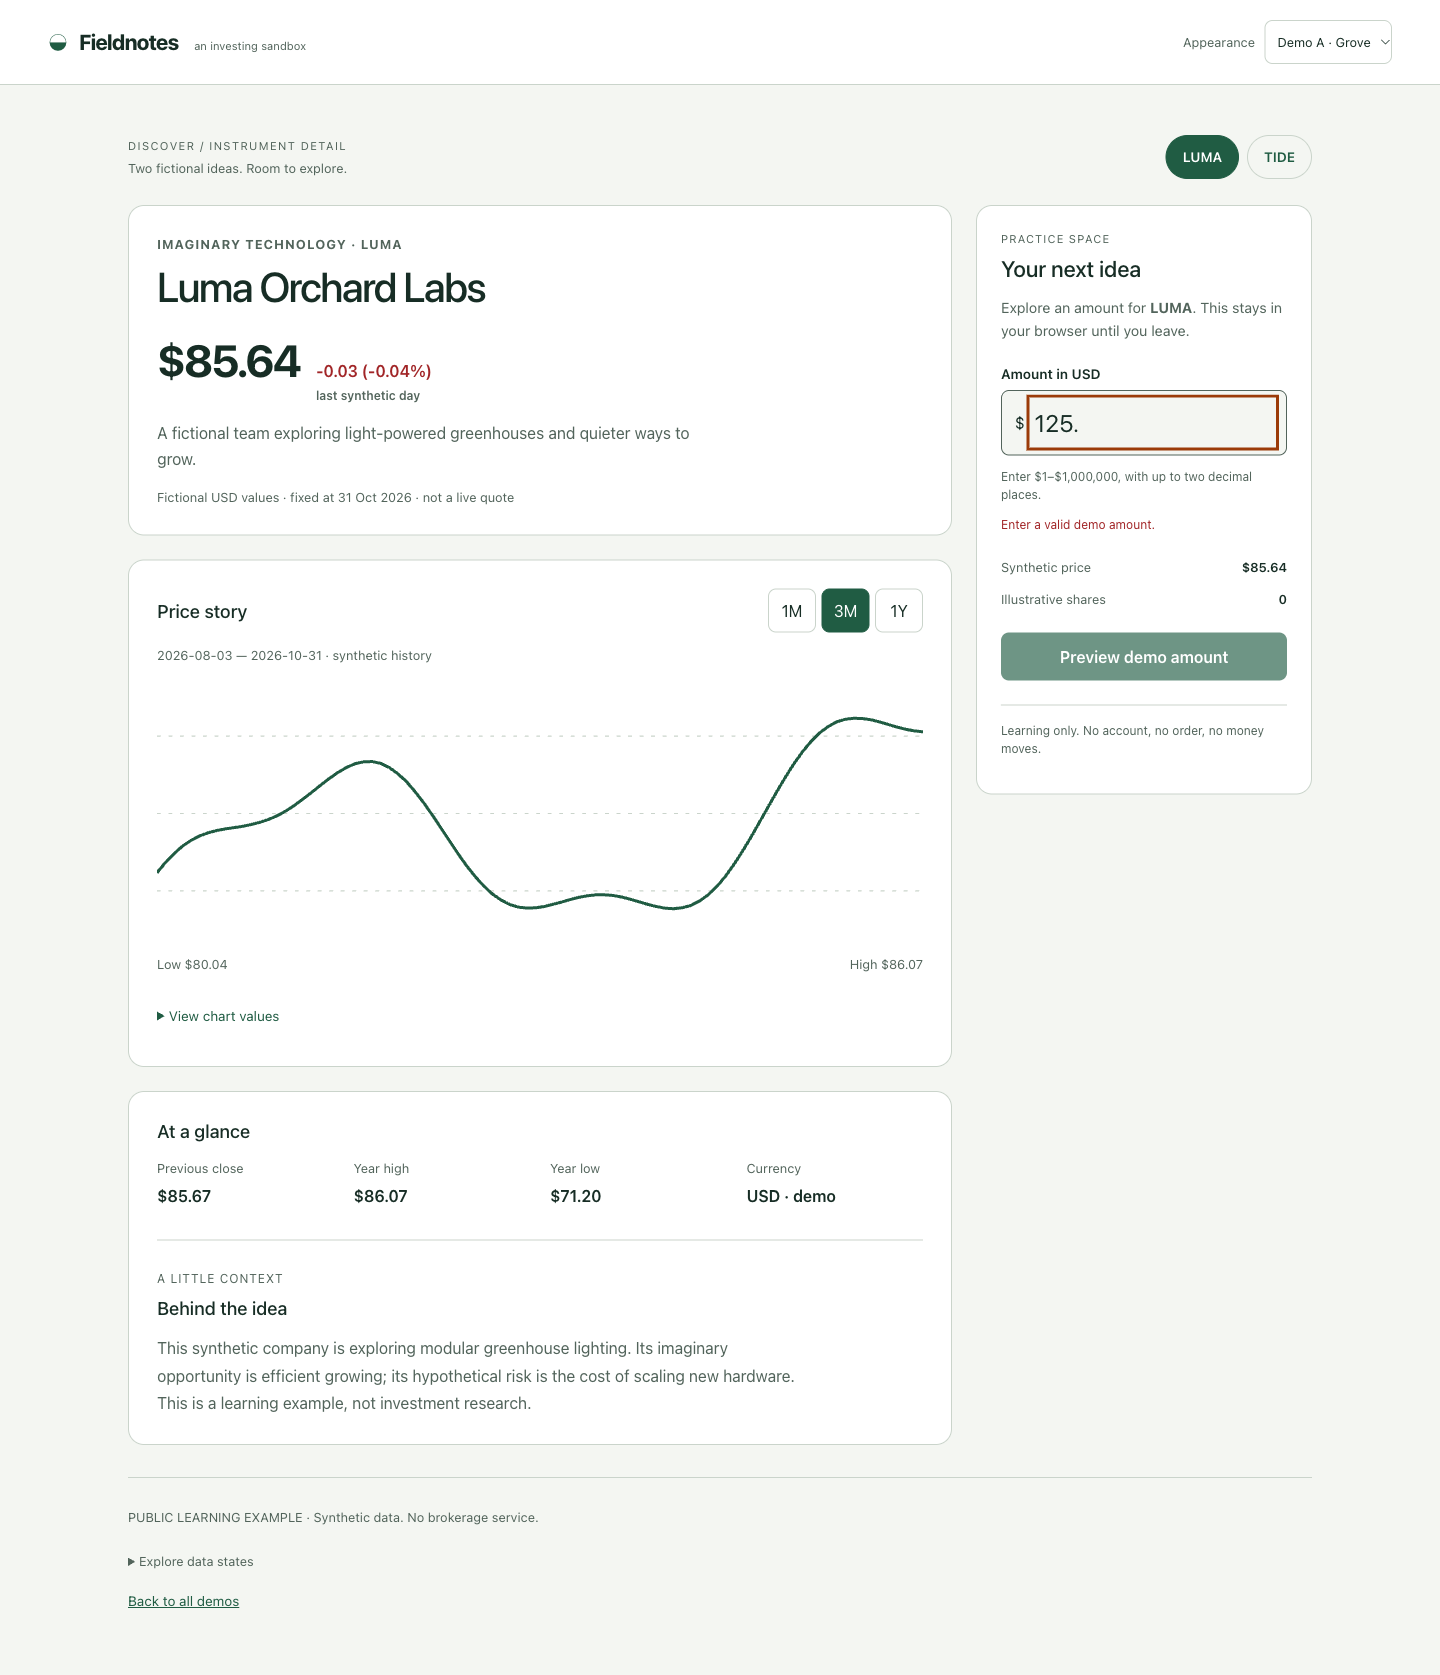 Fieldnotes an investing sandbox
Appearance Demo A · Grove
DISCOVER / INSTRUMENT DETAIL
Two fictional ideas. Room to explore.
LUMA TIDE
IMAGINARY TECHNOLOGY · LUMA
Luma Orchard Labs
$85.64 -0.03 (-0.04%)
last synthetic day
A fictional team exploring light-powered greenhouses and quieter ways to
grow.
Fictional USD values · fixed at 31 Oct 2026 · not a live quote
PRACTICE SPACE
Your next idea
Explore an amount for LUMA. This stays in
your browser until you leave.
Amount in USD
$ 125.
Enter $1–$1,000,000, with up to two decimal
places.
Enter a valid demo amount.
Synthetic price $85.64
Illustrative shares 0
Preview demo amount
Learning only. No account, no order, no money
moves.
Price story
1M 3M 1Y
2026-08-03 — 2026-10-31 · synthetic history
Low $80.04 High $86.07
View chart values
At a glance
Previous close Year high Year low Currency
$85.67 $86.07 $71.20 USD · demo
A LITTLE CONTEXT
Behind the idea
This synthetic company is exploring modular greenhouse lighting. Its imaginary
opportunity is efficient growing; its hypothetical risk is the cost of scaling new hardware.
This is a learning example, not investment research.
PUBLIC LEARNING EXAMPLE · Synthetic data. No brokerage service.
Explore data states
Back to all demos